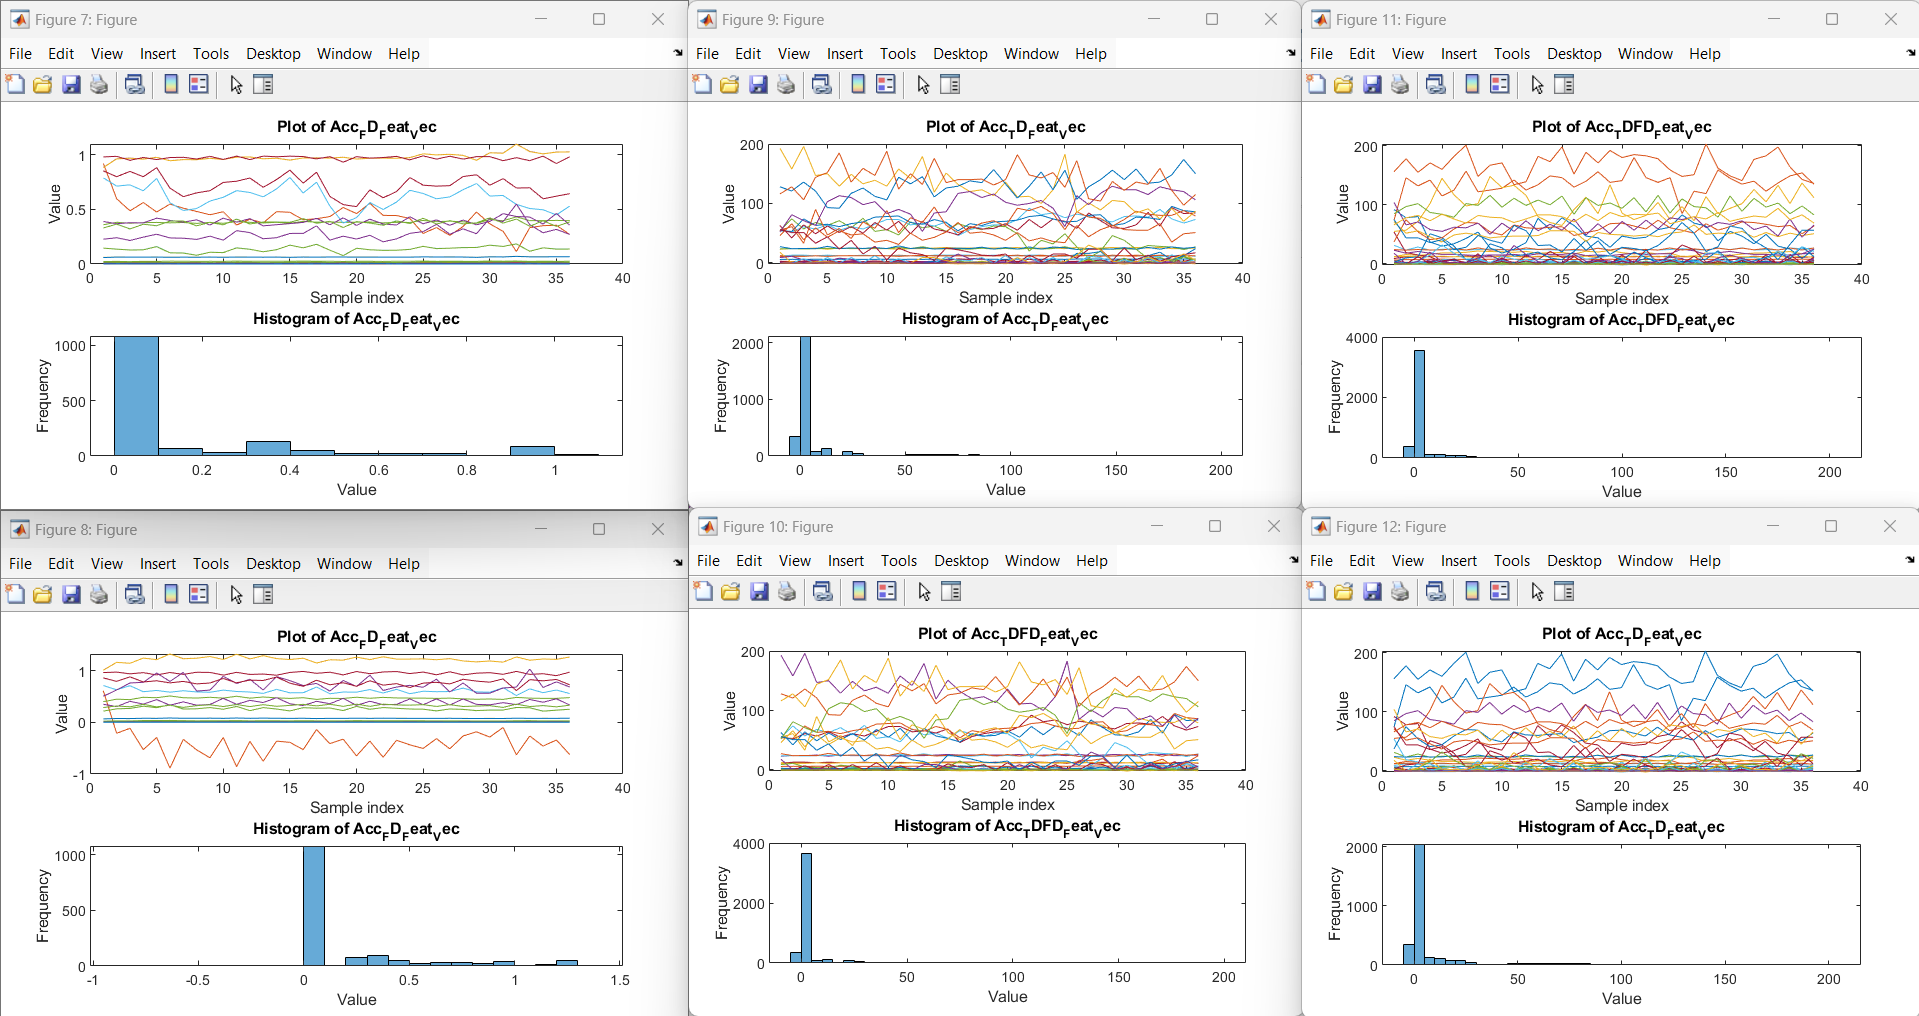 Figure 7: Figure
File Edit View Insert Tools Desktop Window Help
Plot of Acc_FD_Feat_Vec
1
0.5
0
Value
0 5 10 15 20 25 30 35 40
Sample index
Histogram of Acc_FD_Feat_Vec
1000
500
0
Frequency
0 0.2 0.4 0.6 0.8 1
Value
Figure 9: Figure
File Edit View Insert Tools Desktop Window Help
Plot of Acc_TD_Feat_Vec
200
100
0
Value
0 5 10 15 20 25 30 35 40
Sample index
Histogram of Acc_TD_Feat_Vec
2000
1000
0
Frequency
0 50 100 150 200
Value
Figure 11: Figure
File Edit View Insert Tools Desktop Window Help
Plot of Acc_TDFD_Feat_Vec
200
100
0
Value
0 5 10 15 20 25 30 35 40
Sample index
Histogram of Acc_TDFD_Feat_Vec
4000
2000
0
Frequency
0 50 100 150 200
Value
Figure 8: Figure
File Edit View Insert Tools Desktop Window Help
Plot of Acc_FD_Feat_Vec
1
0
-1
Value
0 5 10 15 20 25 30 35 40
Sample index
Histogram of Acc_FD_Feat_Vec
1000
500
0
Frequency
-1 -0.5 0 0.5 1 1.5
Value
Figure 10: Figure
File Edit View Insert Tools Desktop Window Help
Plot of Acc_TDFD_Feat_Vec
200
100
0
Value
0 5 10 15 20 25 30 35 40
Sample index
Histogram of Acc_TDFD_Feat_Vec
4000
2000
0
Frequency
0 50 100 150 200
Value
Figure 12: Figure
File Edit View Insert Tools Desktop Window Help
Plot of Acc_TD_Feat_Vec
200
100
0
Value
0 5 10 15 20 25 30 35 40
Sample index
Histogram of Acc_TD_Feat_Vec
2000
1000
0
Frequency
0 50 100 150 200
Value